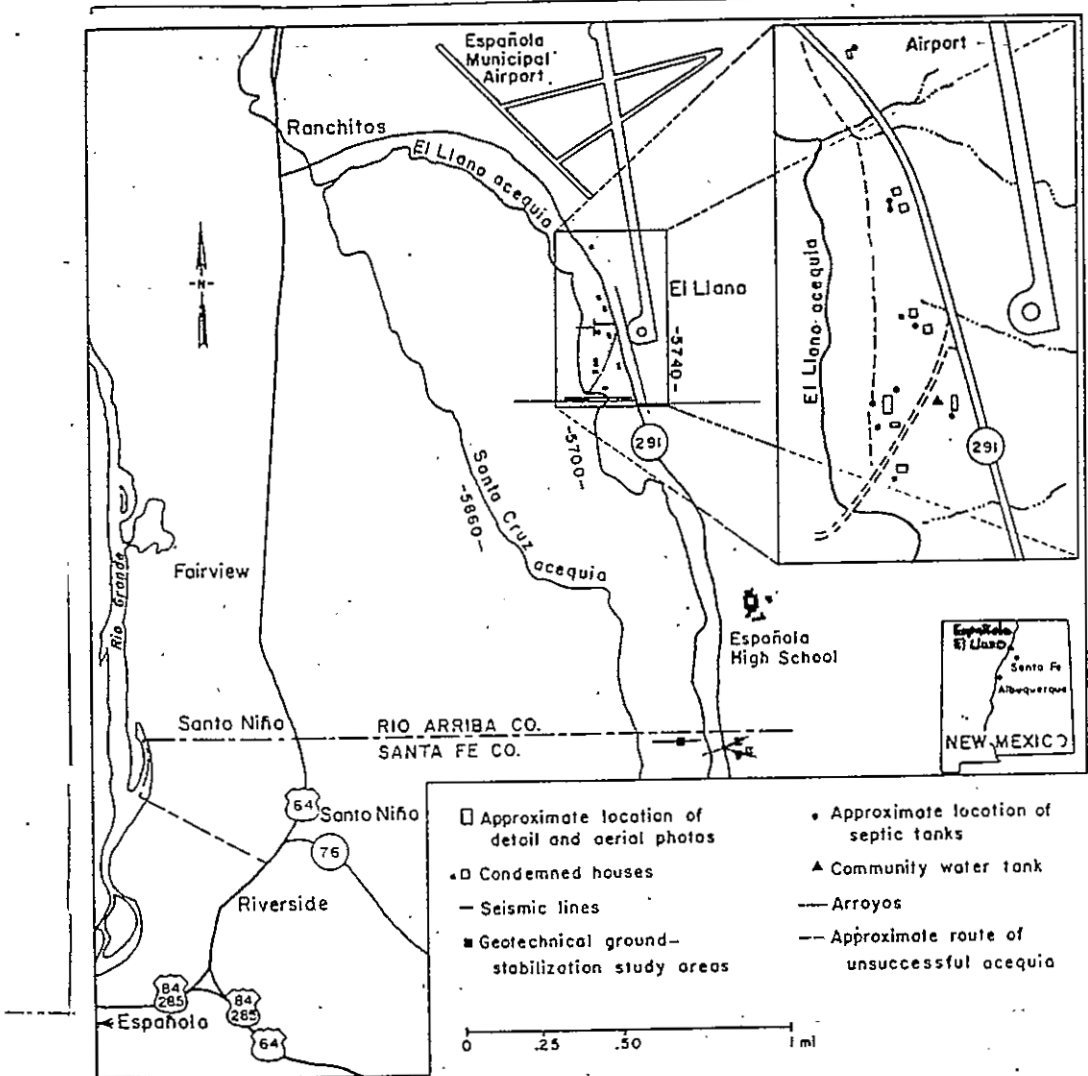 Española
Municipal
Airport
Airport
Ranchitos
El Llano acequia
-N-
El Llano
El Llano acequia
-5740-
291
291
-5700-
Santa Cruz
acequia
-5860-
Rio Grande
Fairview
Española
High School
Española
El Llano
Santa Fe
Albuquerque
NEW MEXICO
Santo Niño
RIO ARRIBA CO.
SANTA FE CO.
64
Santo Niño
76
Riverside
84
285
84
285
Española
64
Approximate location of
detail and aerial photos
Condemned houses
Seismic lines
Geotechnical ground-
stabilization study areas
Approximate location of
septic tanks
Community water tank
Arroyos
Approximate route of
unsuccessful acequia
0 .25 .50 1 mi